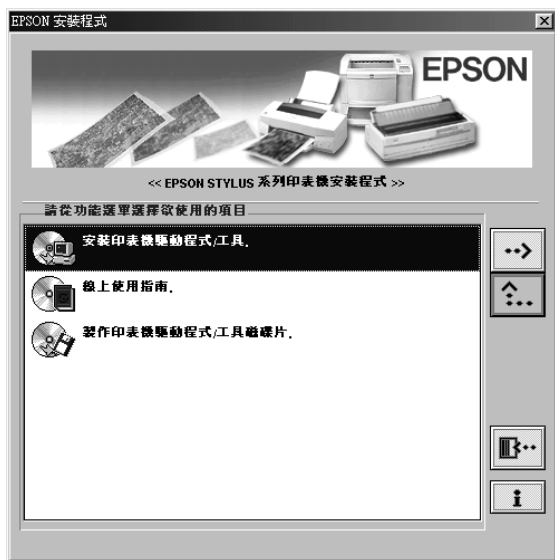 EPSON 安裝程式
EPSON
<< EPSON STYLUS 系列印表機安裝程式 >>
請從功能選單選擇欲使用的項目
安裝印表機驅動程式/工具.
線上使用指南.
製作印表機驅動程式/工具磁碟片.